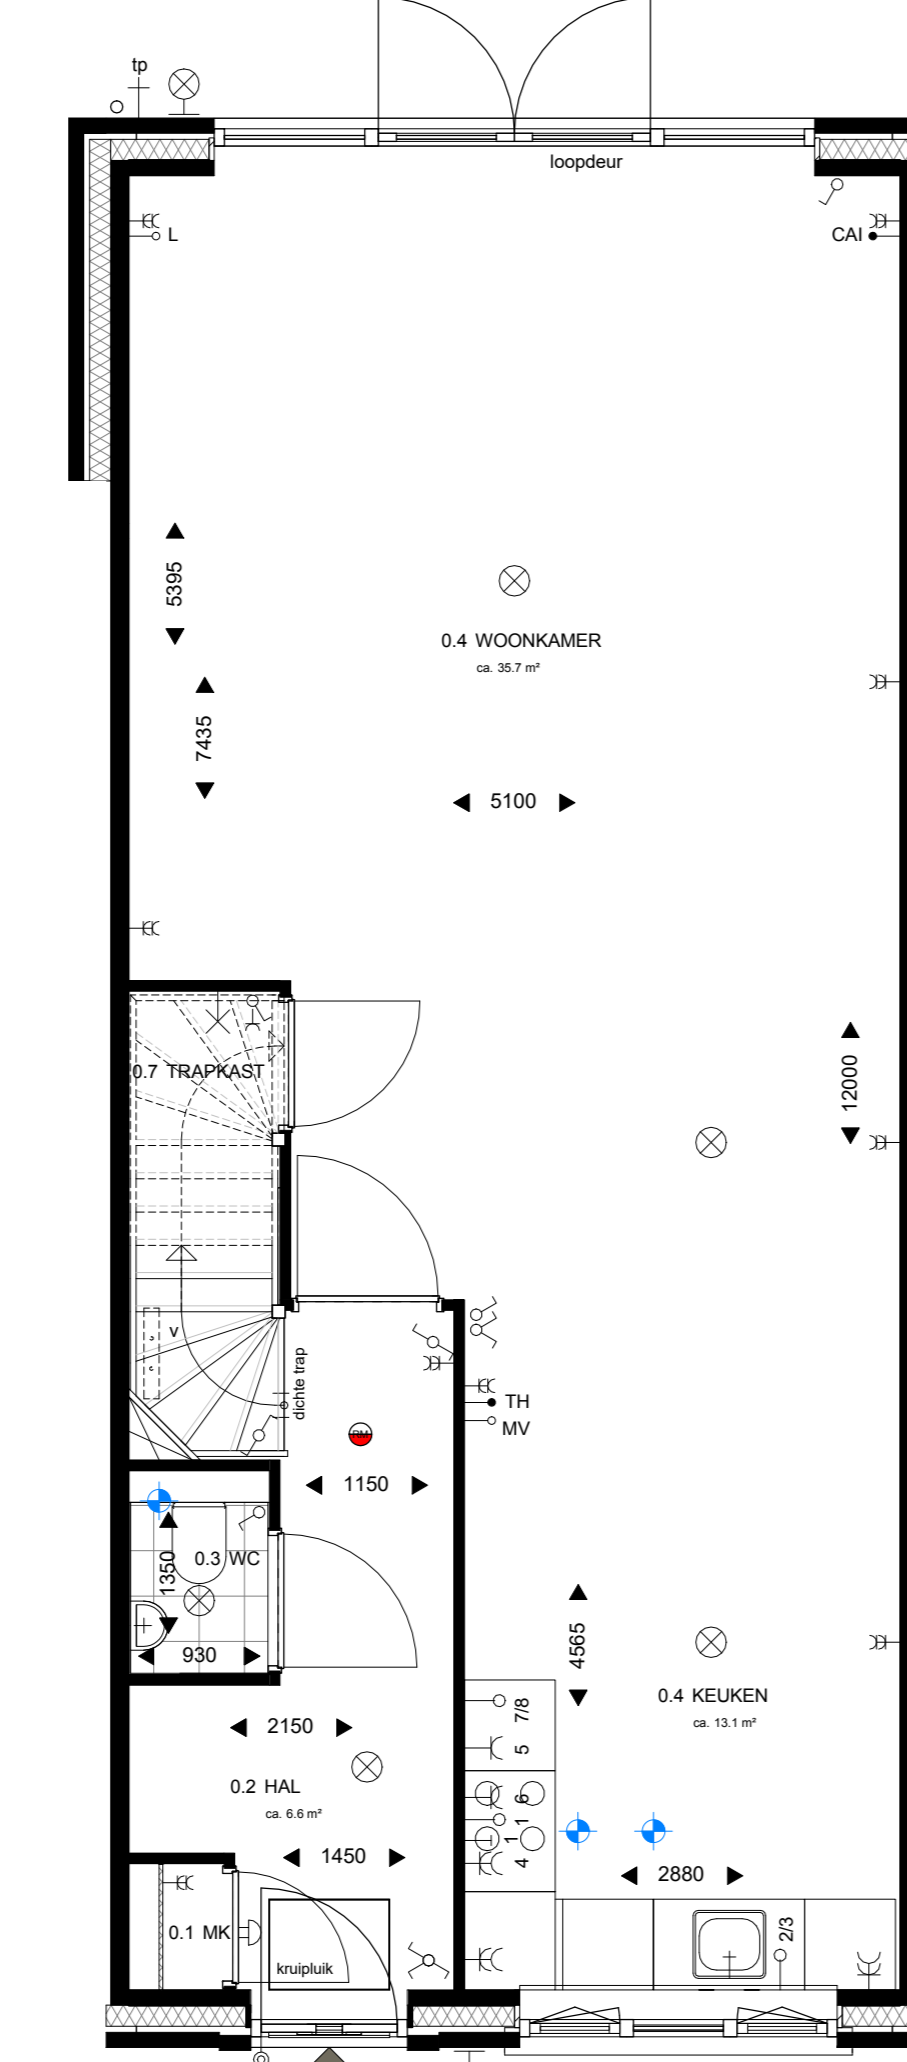 tp
loopdeur
L
CAI
5395
0.4 WOONKAMER
ca. 35.7 m²
7435
5100
12000
0.7 TRAPKAST
v
dichte trap
TH
MV
RM
1150
1350
0.3 WC
930
4565
0.4 KEUKEN
ca. 13.1 m²
7/8
5
2150
0.2 HAL
ca. 6.6 m²
6
1
1
4
1450
2880
0.1 MK
2/3
kruipluik